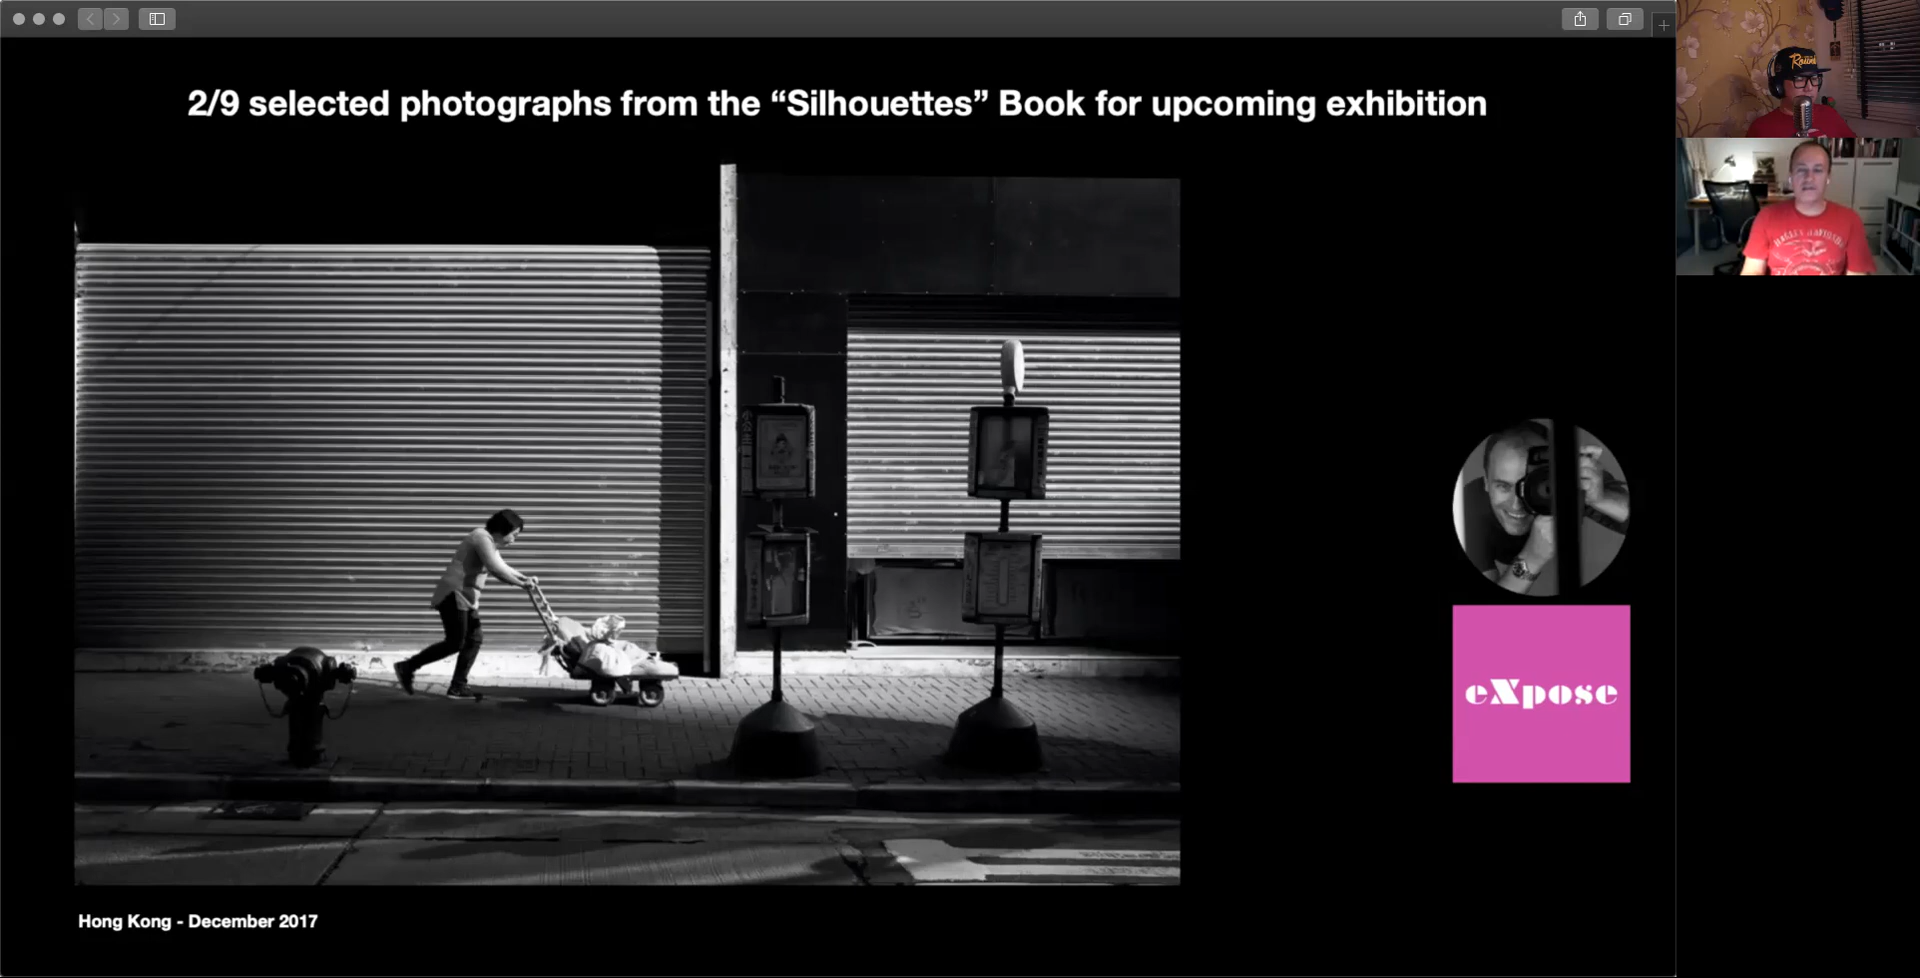 2/9 selected photographs from the “Silhouettes” Book for upcoming exhibition
eXpose
Hong Kong - December 2017